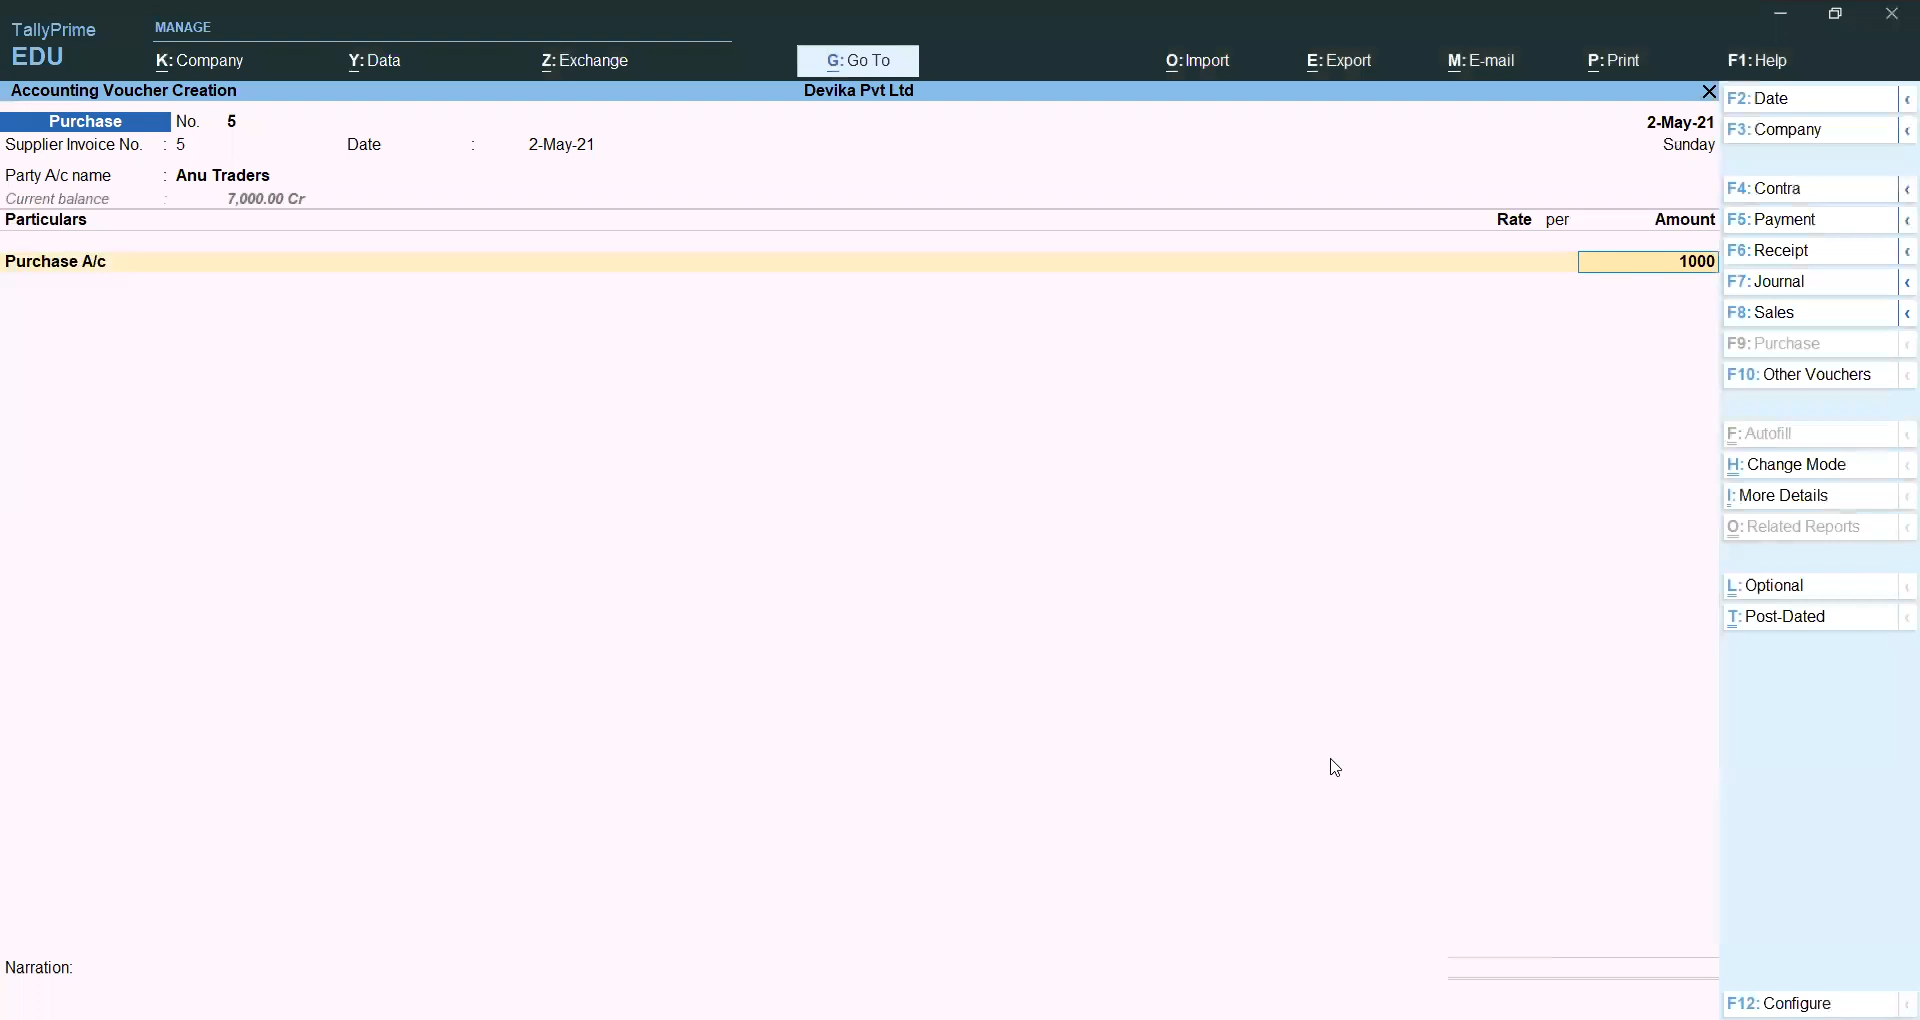 TallyPrime
EDU
MANAGE
K: Company
Y: Data
Z: Exchange
G: Go To
O: Import
E: Export
M: E-mail
P: Print
F1: Help
Accounting Voucher Creation
Devika Pvt Ltd
Purchase No. 5
2-May-21
Supplier Invoice No. : 5 Date : 2-May-21
Sunday
Party A/c name : Anu Traders
Current balance : 7,000.00 Cr
Particulars Rate per Amount
Purchase A/c 1000
Narration:
F2: Date
F3: Company
F4: Contra
F5: Payment
F6: Receipt
F7: Journal
F8: Sales
F9: Purchase
F10: Other Vouchers
F: Autofill
H: Change Mode
I: More Details
O: Related Reports
L: Optional
T: Post-Dated
F12: Configure